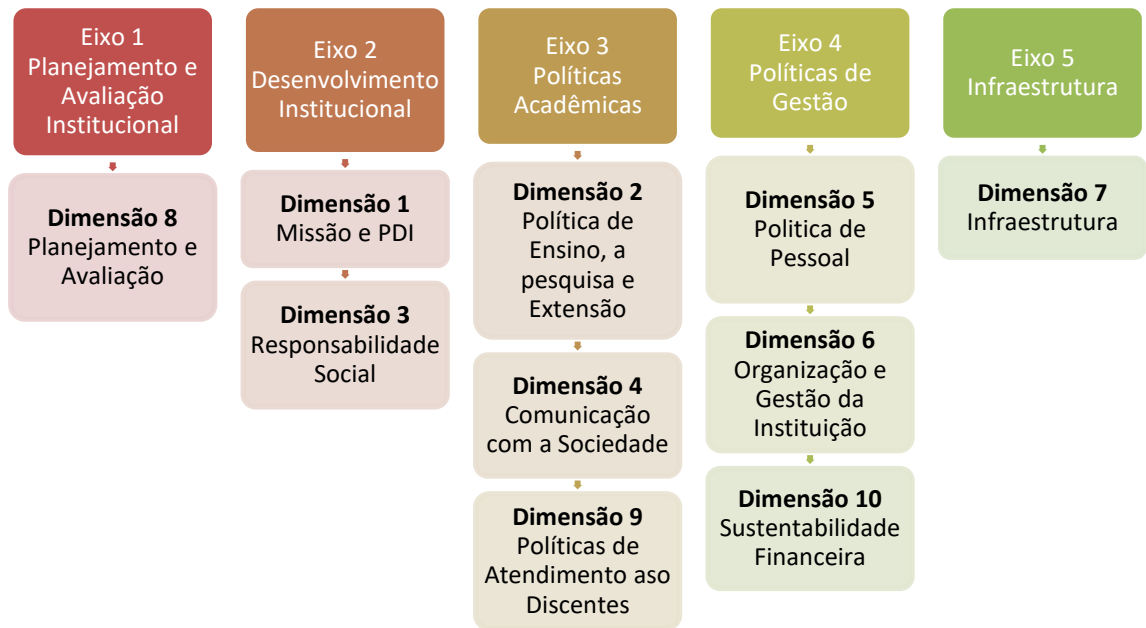 Eixo 1
Planejamento e
Avaliação
Institucional
Dimensão 8
Planejamento e
Avaliação
Eixo 2
Desenvolvimento
Institucional
Dimensão 1
Missão e PDI
Dimensão 3
Responsabilidade
Social
Eixo 3
Políticas
Acadêmicas
Dimensão 2
Política de
Ensino, a
pesquisa e
Extensão
Dimensão 4
Comunicação
com a Sociedade
Dimensão 9
Políticas de
Atendimento aso
Discentes
Eixo 4
Políticas de
Gestão
Dimensão 5
Politica de
Pessoal
Dimensão 6
Organização e
Gestão da
Instituição
Dimensão 10
Sustentabilidade
Financeira
Eixo 5
Infraestrutura
Dimensão 7
Infraestrutura